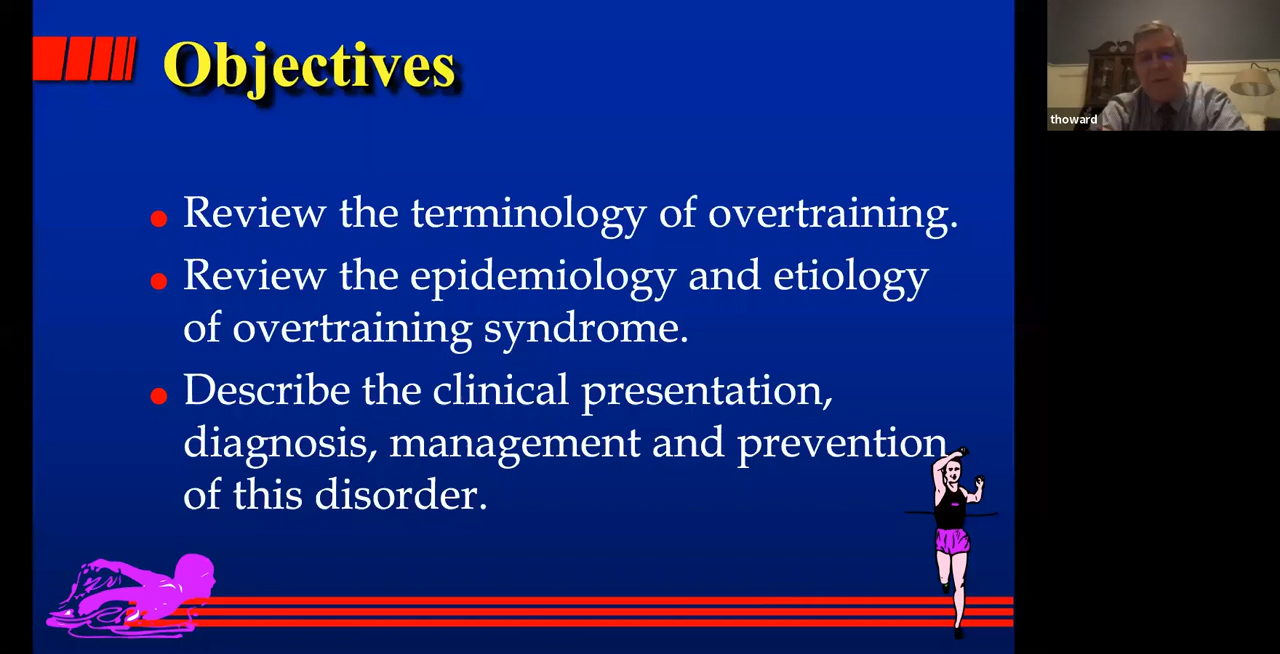 Objectives
thoward
Review the terminology of overtraining.
Review the epidemiology and etiology
of overtraining syndrome.
Describe the clinical presentation,
diagnosis, management and prevention
of this disorder.